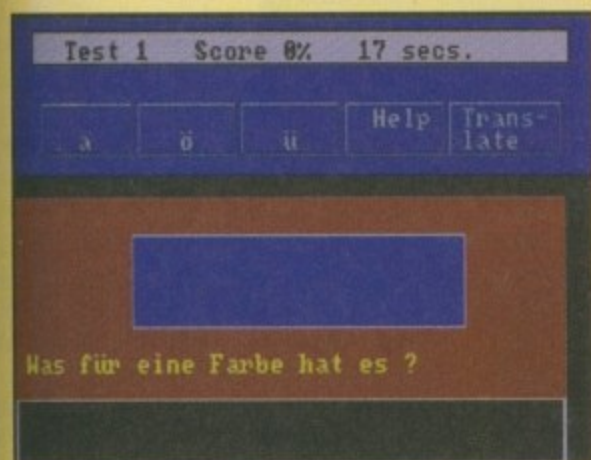 Test 1 Score 0% 17 secs.
ä ö ü Help Trans-
late
Was für eine Farbe hat es ?